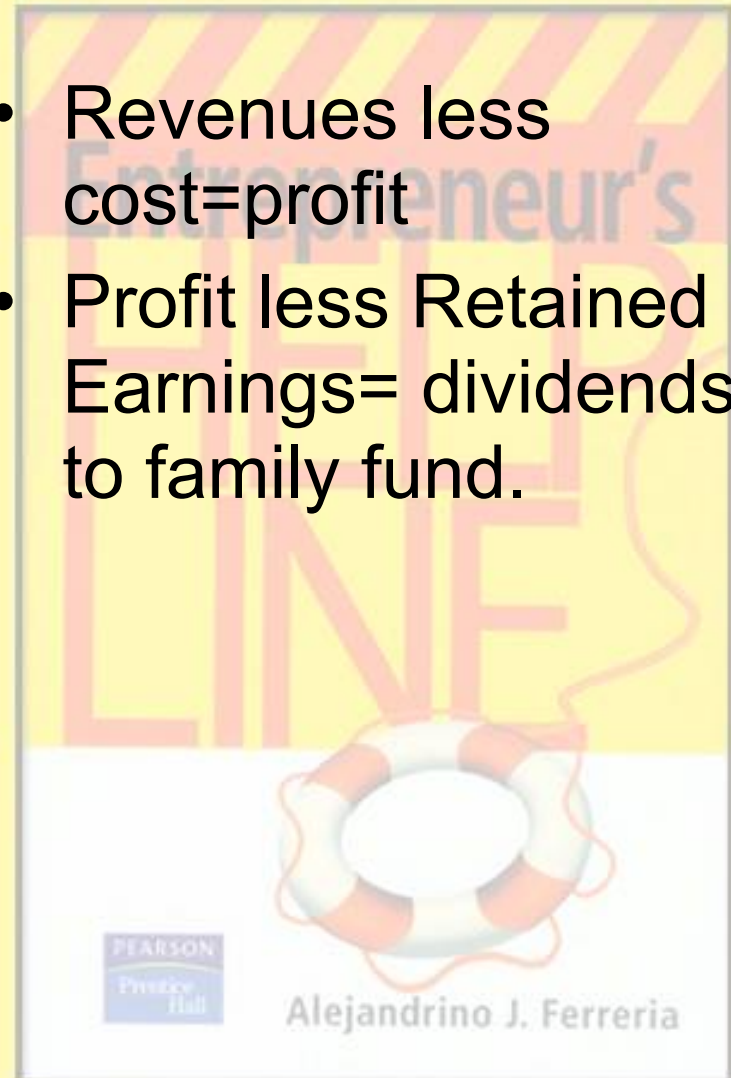 • Revenues less
cost=profit
• Profit less Retained
Earnings= dividends
to family fund.
Entrepreneur's
HELP
LINE
PEARSON
Prentice
Hall
Alejandrino J. Ferreria